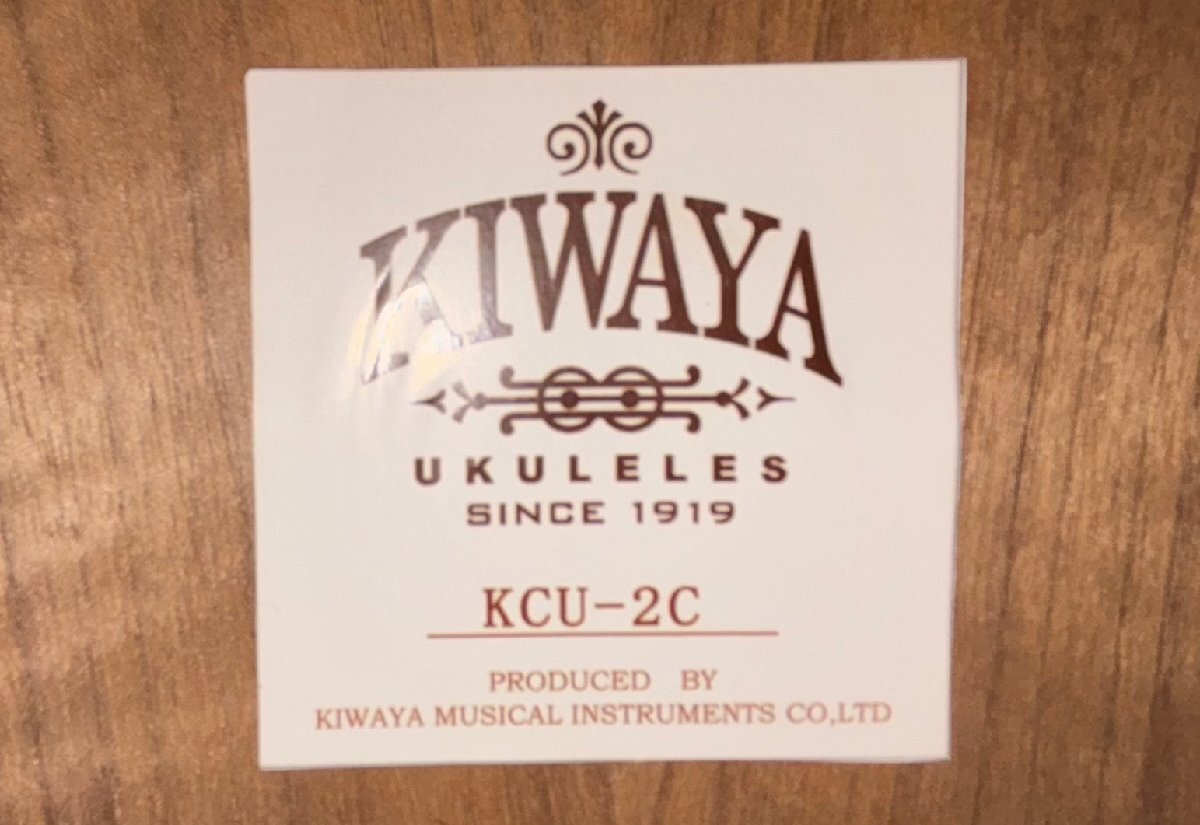 KIWAYA
UKULELES
SINCE 1919
KCU-2C
PRODUCED BY
KIWAYA MUSICAL INSTRUMENTS CO,LTD